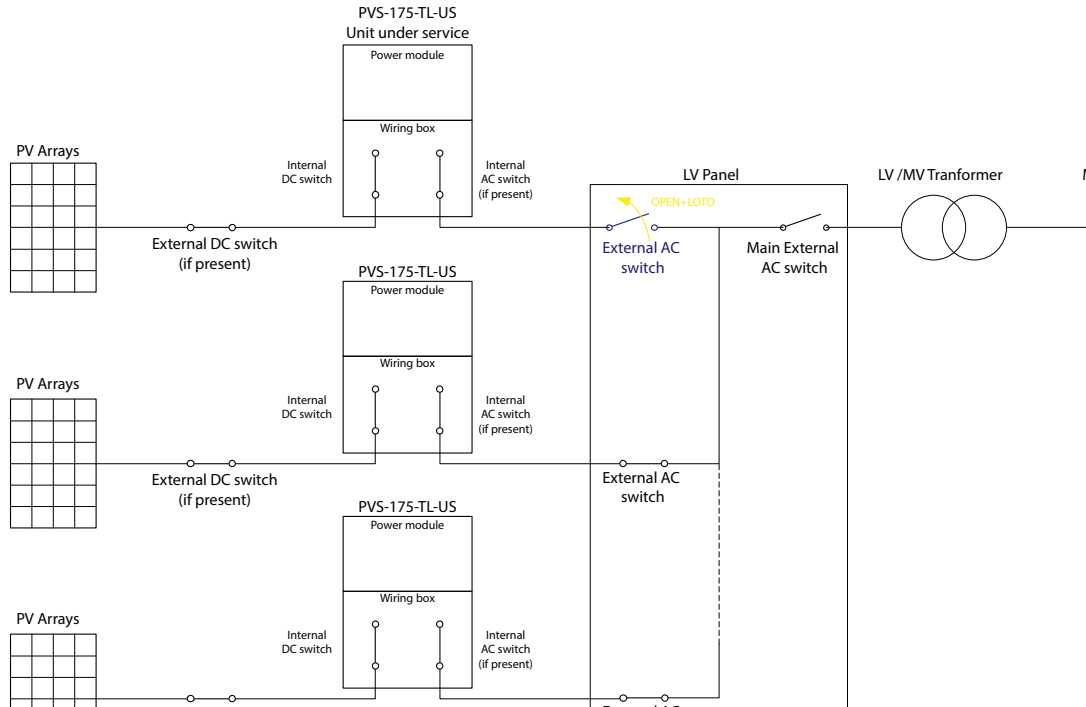 PVS-175-TL-US
Unit under service
Power module
Wiring box
PV Arrays
Internal
DC switch
Internal
AC switch
(if present)
LV Panel
LV /MV Tranformer
OPEN+LOTO
External DC switch
(if present)
External AC
switch
Main External
AC switch
PVS-175-TL-US
Power module
Wiring box
PV Arrays
Internal
DC switch
Internal
AC switch
(if present)
External DC switch
(if present)
External AC
switch
PVS-175-TL-US
Power module
Wiring box
PV Arrays
Internal
DC switch
Internal
AC switch
(if present)